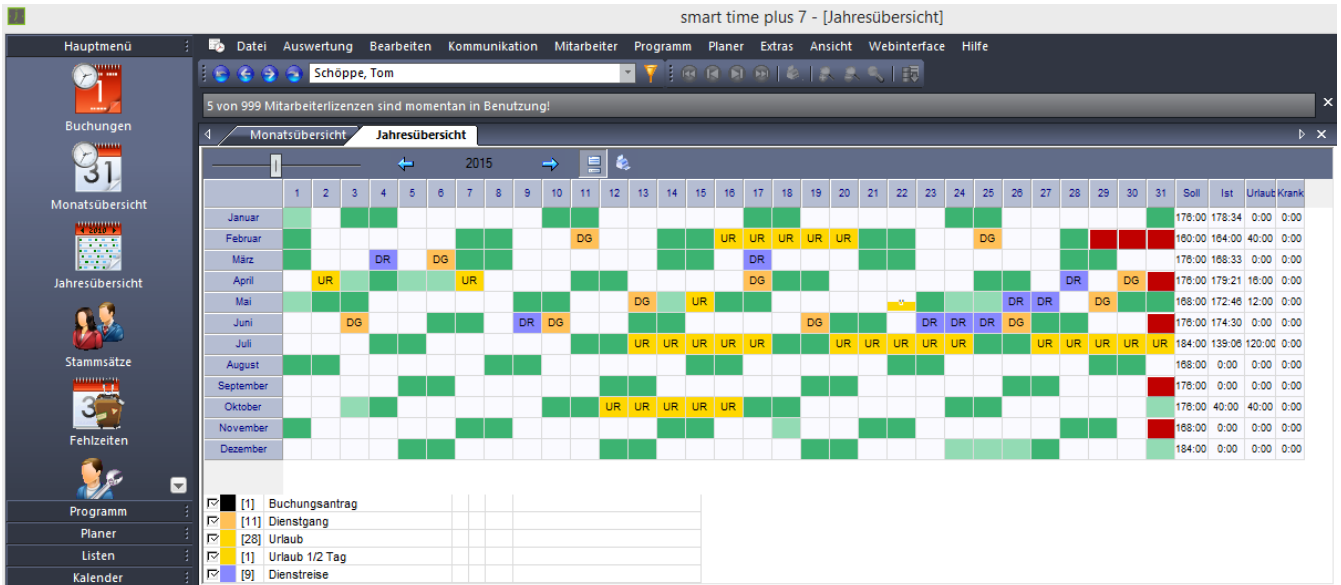 smart time plus 7 - [Jahresübersicht]
Hauptmenü
Datei Auswertung Bearbeiten Kommunikation Mitarbeiter Programm Planer Extras Ansicht Webinterface Hilfe
Schöppe, Tom
5 von 999 Mitarbeiterlizenzen sind momentan in Benutzung!
Buchungen
Monatsübersicht Jahresübersicht
2015
31
Monatsübersicht
1 2 3 4 5 6 7 8 9 10 11 12 13 14 15 16 17 18 19 20 21 22 23 24 25 26 27 28 29 30 31 Soll Ist Urlaub Krank
Januar 176:00 178:34 0:00 0:00
Februar DG UR UR UR UR UR DG 160:00 164:00 40:00 0:00
März DR DG DR 176:00 168:33 0:00 0:00
April UR UR DG DR DG 176:00 179:21 16:00 0:00
Mai DG UR DR DR DG 168:00 172:46 12:00 0:00
Juni DG DR DG DG DR DR DR DG 176:00 174:30 0:00 0:00
Juli UR UR UR UR UR UR UR UR UR UR UR UR UR UR UR 184:00 139:06 120:00 0:00
August 168:00 0:00 0:00 0:00
September 176:00 0:00 0:00 0:00
Oktober UR UR UR UR UR 176:00 40:00 40:00 0:00
November 168:00 0:00 0:00 0:00
Dezember 184:00 0:00 0:00 0:00
Jahresübersicht
Stammsätze
Fehlzeiten
Programm
Planer
Listen
Kalender
[1] Buchungsantrag
[11] Dienstgang
[28] Urlaub
[1] Urlaub 1/2 Tag
[9] Dienstreise